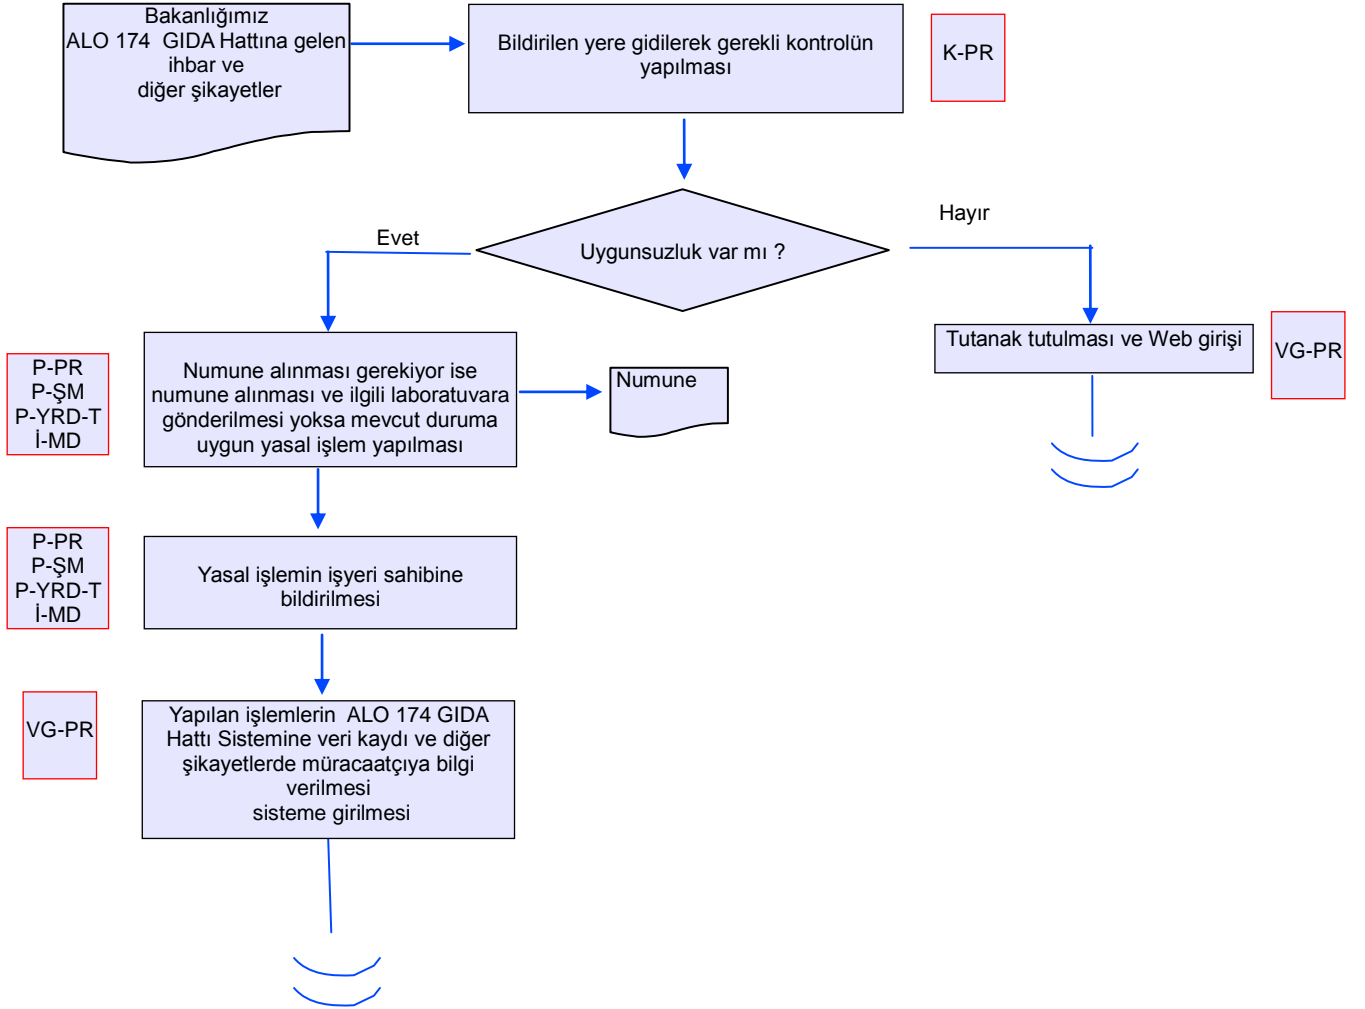 Bakanlığımız
ALO 174 GIDA Hattına gelen
ihbar ve
diğer şikayetler
Bildirilen yere gidilerek gerekli kontrolün
yapılması
K-PR
Uygunsuzluk var mı ?
Evet
Hayır
P-PR
P-ŞM
P-YRD-T
İ-MD
Numune alınması gerekiyor ise
numune alınması ve ilgili laboratuvara
gönderilmesi yoksa mevcut duruma
uygun yasal işlem yapılması
Numune
Tutanak tutulması ve Web girişi
VG-PR
P-PR
P-ŞM
P-YRD-T
İ-MD
Yasal işlemin işyeri sahibine
bildirilmesi
VG-PR
Yapılan işlemlerin ALO 174 GIDA
Hattı Sistemine veri kaydı ve diğer
şikayetlerde müracaatçıya bilgi
verilmesi
sisteme girilmesi